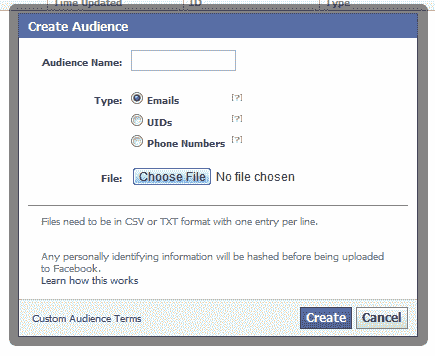 Time Updated ID Type
Create Audience
Audience Name:
Type: Emails [?]
UIDs [?]
Phone Numbers [?]
File: Choose File No file chosen
Files need to be in CSV or TXT format with one entry per line.
Any personally identifying information will be hashed before being uploaded
to Facebook.
Learn how this works
Custom Audience Terms Create Cancel